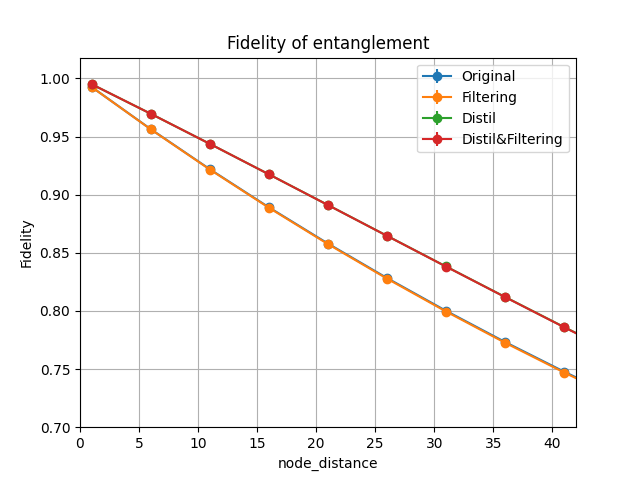 Fidelity of entanglement
Original
Filtering
Distil
Distil&Filtering
Fidelity
1.00
0.95
0.90
0.85
0.80
0.75
0.70
0 5 10 15 20 25 30 35 40
node_distance